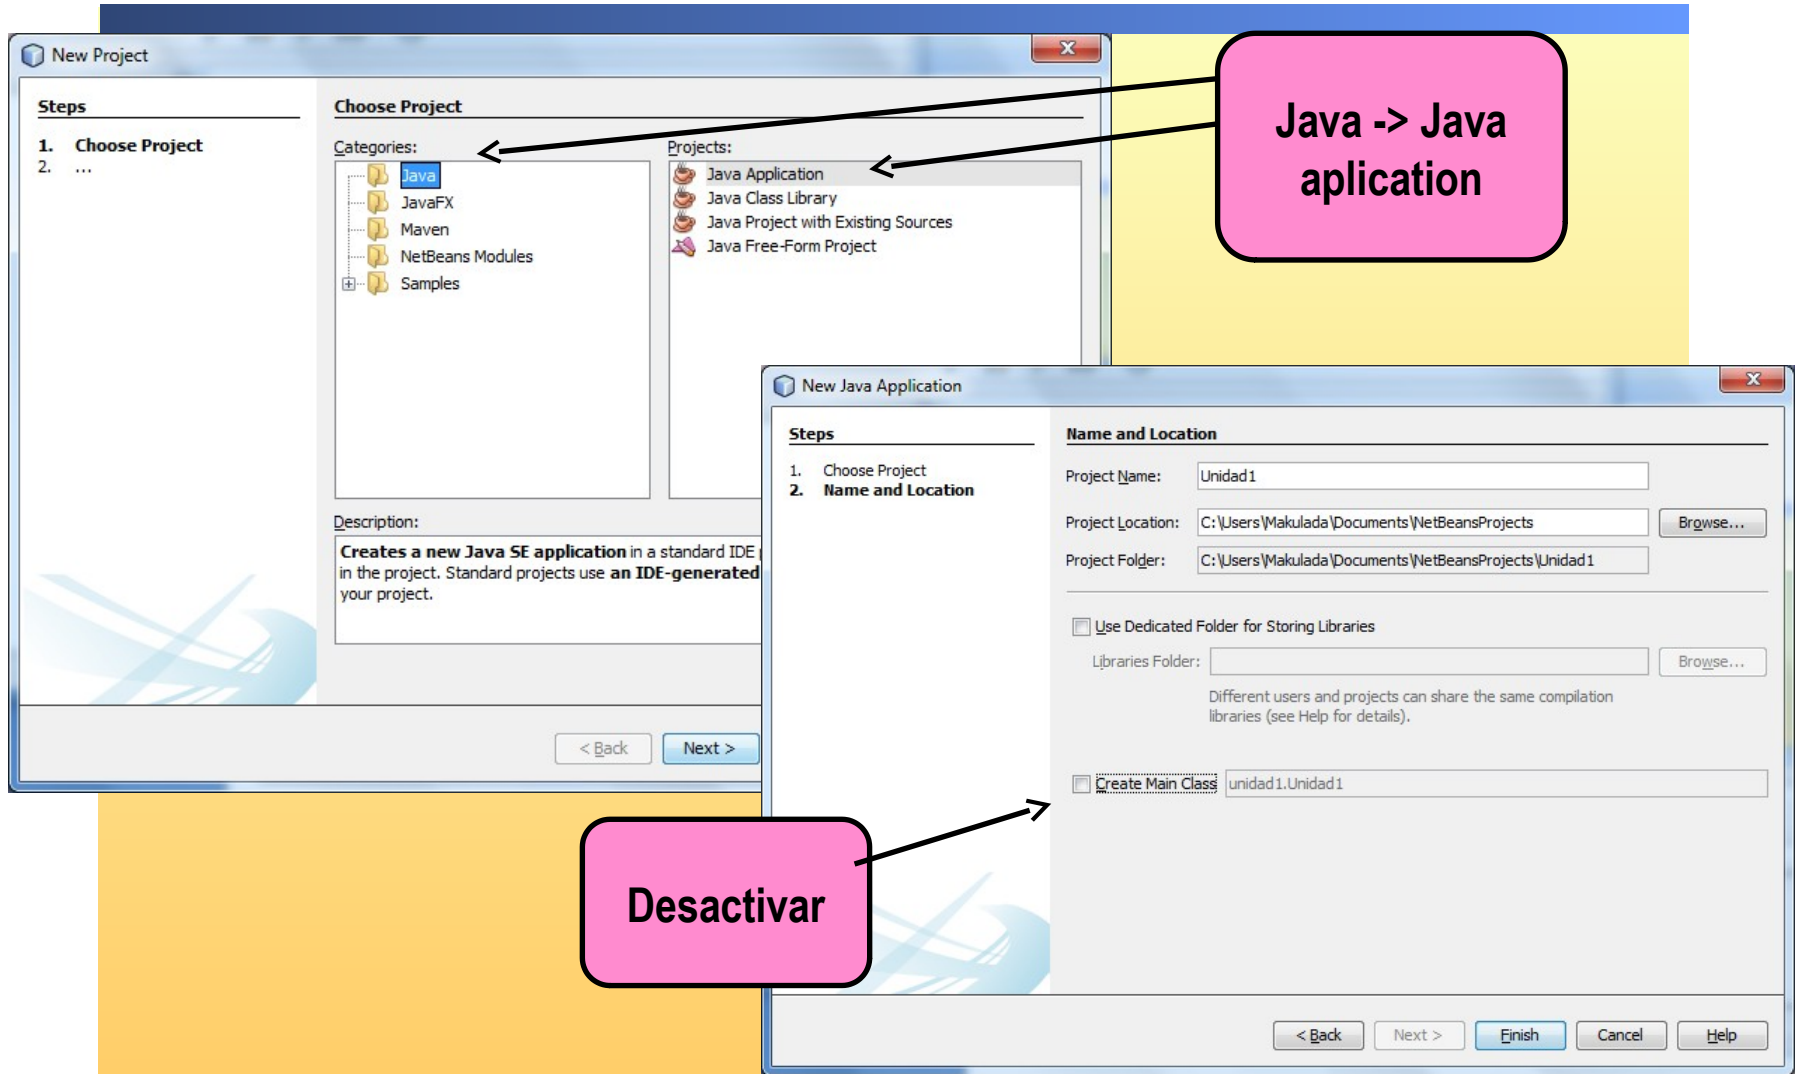 New Project
Steps
1. Choose Project
2. ...
Choose Project
Categories:
Java
JavaFX
Maven
NetBeans Modules
Samples
Projects:
Java Application
Java Class Library
Java Project with Existing Sources
Java Free-Form Project
Description:
Creates a new Java SE application in a standard IDE
in the project. Standard projects use an IDE-generated
your project.
< Back
Next >
Java -> Java
aplication
New Java Application
Steps
1. Choose Project
2. Name and Location
Name and Location
Project Name: Unidad1
Project Location: C:\Users\Makulada\Documents\NetBeansProjects Browse...
Project Folder: C:\Users\Makulada\Documents\NetBeansProjects\Unidad1
Use Dedicated Folder for Storing Libraries
Libraries Folder: Browse...
Different users and projects can share the same compilation
libraries (see Help for details).
Create Main Class unidad1.Unidad1
Desactivar
< Back Next > Finish Cancel Help